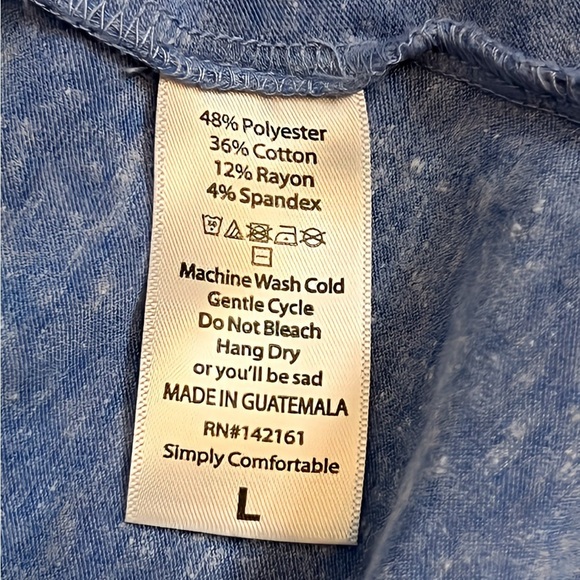 48% Polyester
36% Cotton
12% Rayon
4% Spandex
Machine Wash Cold
Gentle Cycle
Do Not Bleach
Hang Dry
or you'll be sad
MADE IN GUATEMALA
RN#142161
Simply Comfortable
L